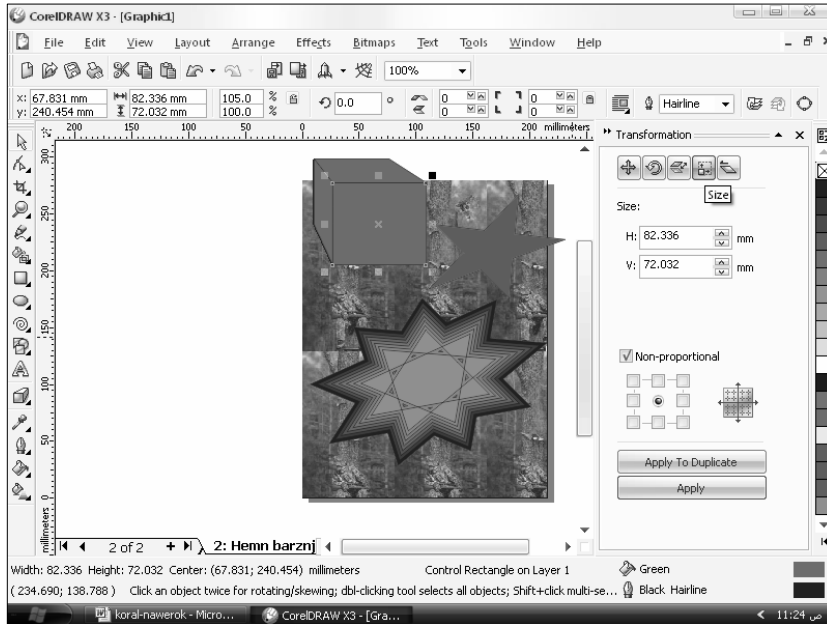 CorelDRAW X3 - [Graphic1]
File Edit View Layout Arrange Effects Bitmaps Text Tools Window Help
100%
x: 67.831 mm 82.336 mm 105.0 % 0.0 ° 0 0 Hairline
y: 240.454 mm 72.032 mm 100.0 % 0 0
200 150 100 50 0 50 100 150 200 millimeters
Transformation
300
250
200
150
100
50
0
millimeters
Size
Size:
H: 82.336 mm
V: 72.032 mm
Non-proportional
Apply To Duplicate
Apply
2 of 2 2: Hemn barznj
Width: 82.336 Height: 72.032 Center: (67.831; 240.454) millimeters Control Rectangle on Layer 1 Green
( 234.690; 138.788 ) Click an object twice for rotating/skewing; dbl-clicking tool selects all objects; Shift+click multi-se... Black Hairline
koral-nawerok - Micro... CorelDRAW X3 - [Gra... 11:24 ص